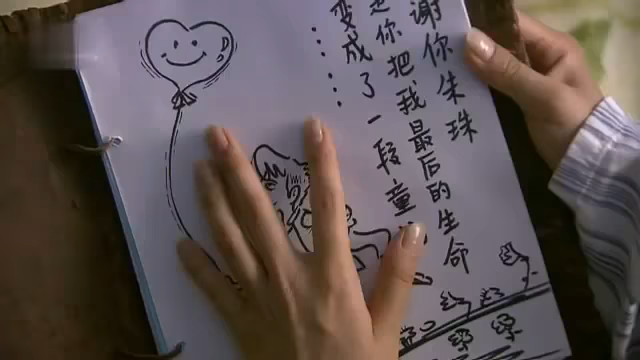 谢你朱珠
是你把我最后的生命
变成了一段童
……